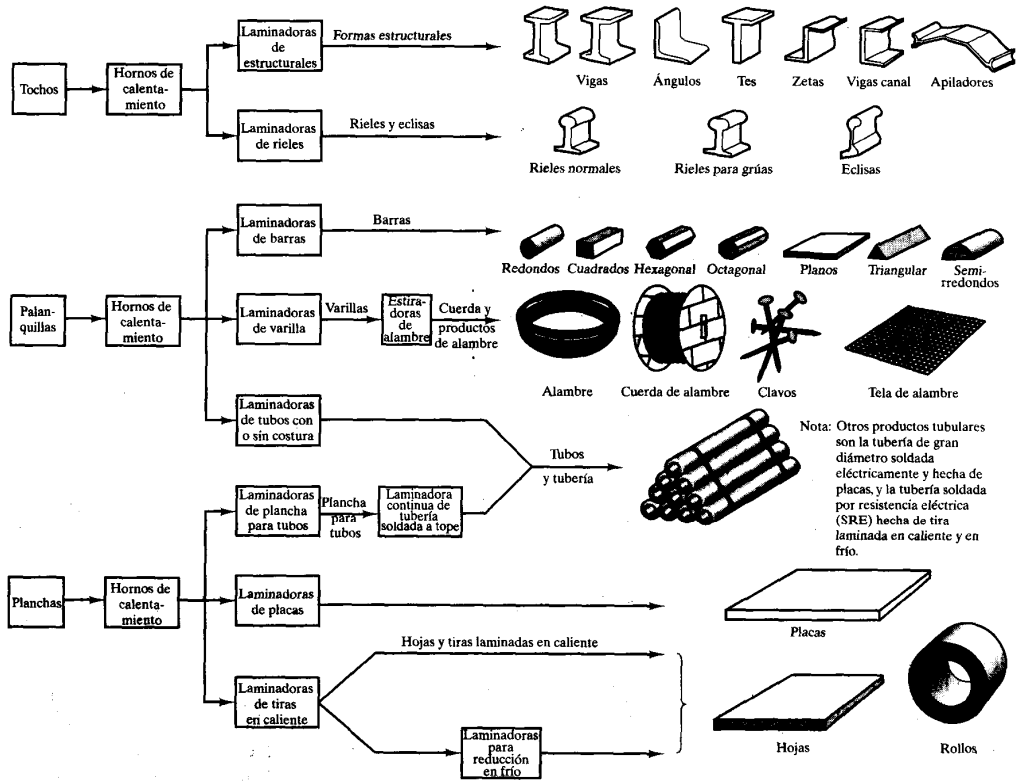 Tochos
Hornos de
calenta-
miento
Laminadoras
de
estructurales
Formas estructurales
Vigas
Ángulos
Tes
Zetas
Vigas canal
Apiladores
Laminadoras
de rieles
Rieles y eclisas
Rieles normales
Rieles para grúas
Eclisas
Palan-
quillas
Hornos de
calenta-
miento
Laminadoras
de barras
Barras
Redondos
Cuadrados
Hexagonal
Octagonal
Planos
Triangular
Semi-
rredondos
Laminadoras
de varilla
Varillas
Estira-
doras
de
alambre
Cuerda y
productos
de alambre
Alambre
Cuerda de alambre
Clavos
Tela de alambre
Laminadoras
de tubos con
o sin costura
Tubos
y tubería
Nota: Otros productos tubulares
son la tubería de gran
diámetro soldada
eléctricamente y hecha de
placas, y la tubería soldada
por resistencia eléctrica
(SRE) hecha de tira
laminada en caliente y en
frío.
Planchas
Hornos de
calenta-
miento
Laminadoras
de plancha
para tubos
Plancha
para
tubos
Laminadora
continua de
tubería
soldada a tope
Laminadoras
de placas
Placas
Laminadoras
de tiras
en caliente
Hojas y tiras laminadas en caliente
Laminadoras
para
reducción
en frío
Hojas
Rollos